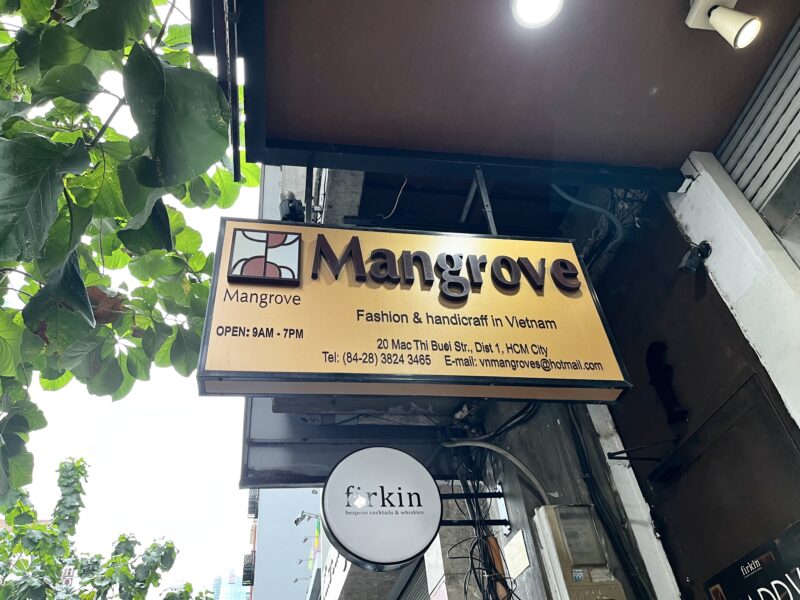 Mangrove
Mangrove
Fashion & handicraff in Vietnam
OPEN: 9AM - 7PM
20 Mac Thi Buoi Str., Dist 1, HCM City
Tel: (84-28) 3824 3465 E-mail: vnmangroves@hotmail.com
firkin
bespoke cocktails & whiskies
firkin